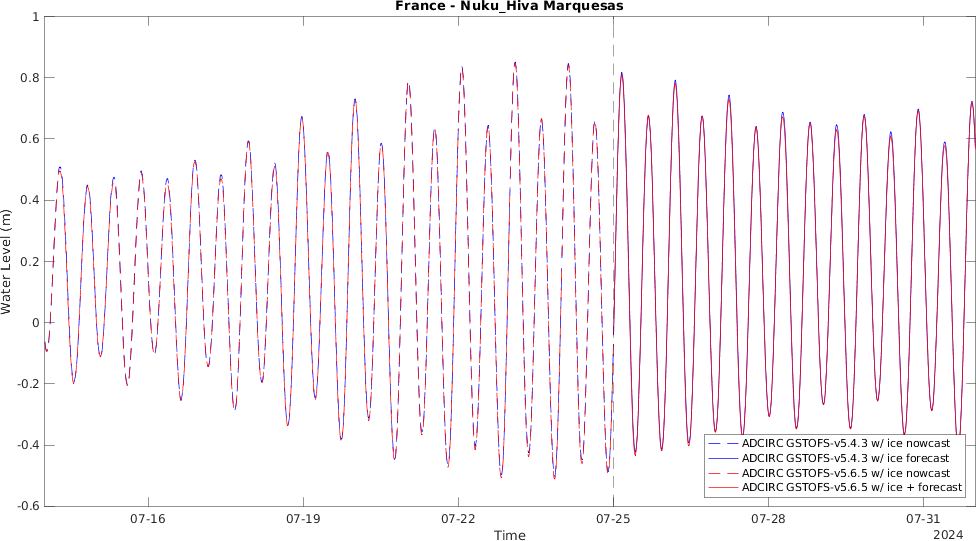 France - Nuku_Hiva Marquesas
1
0.8
0.6
0.4
0.2
0
-0.2
-0.4
-0.6
Water Level (m)
07-16
07-19
07-22
07-25
07-28
07-31
Time
2024
ADCIRC GSTOFS-v5.4.3 w/ ice nowcast
ADCIRC GSTOFS-v5.4.3 w/ ice forecast
ADCIRC GSTOFS-v5.6.5 w/ ice nowcast
ADCIRC GSTOFS-v5.6.5 w/ ice + forecast